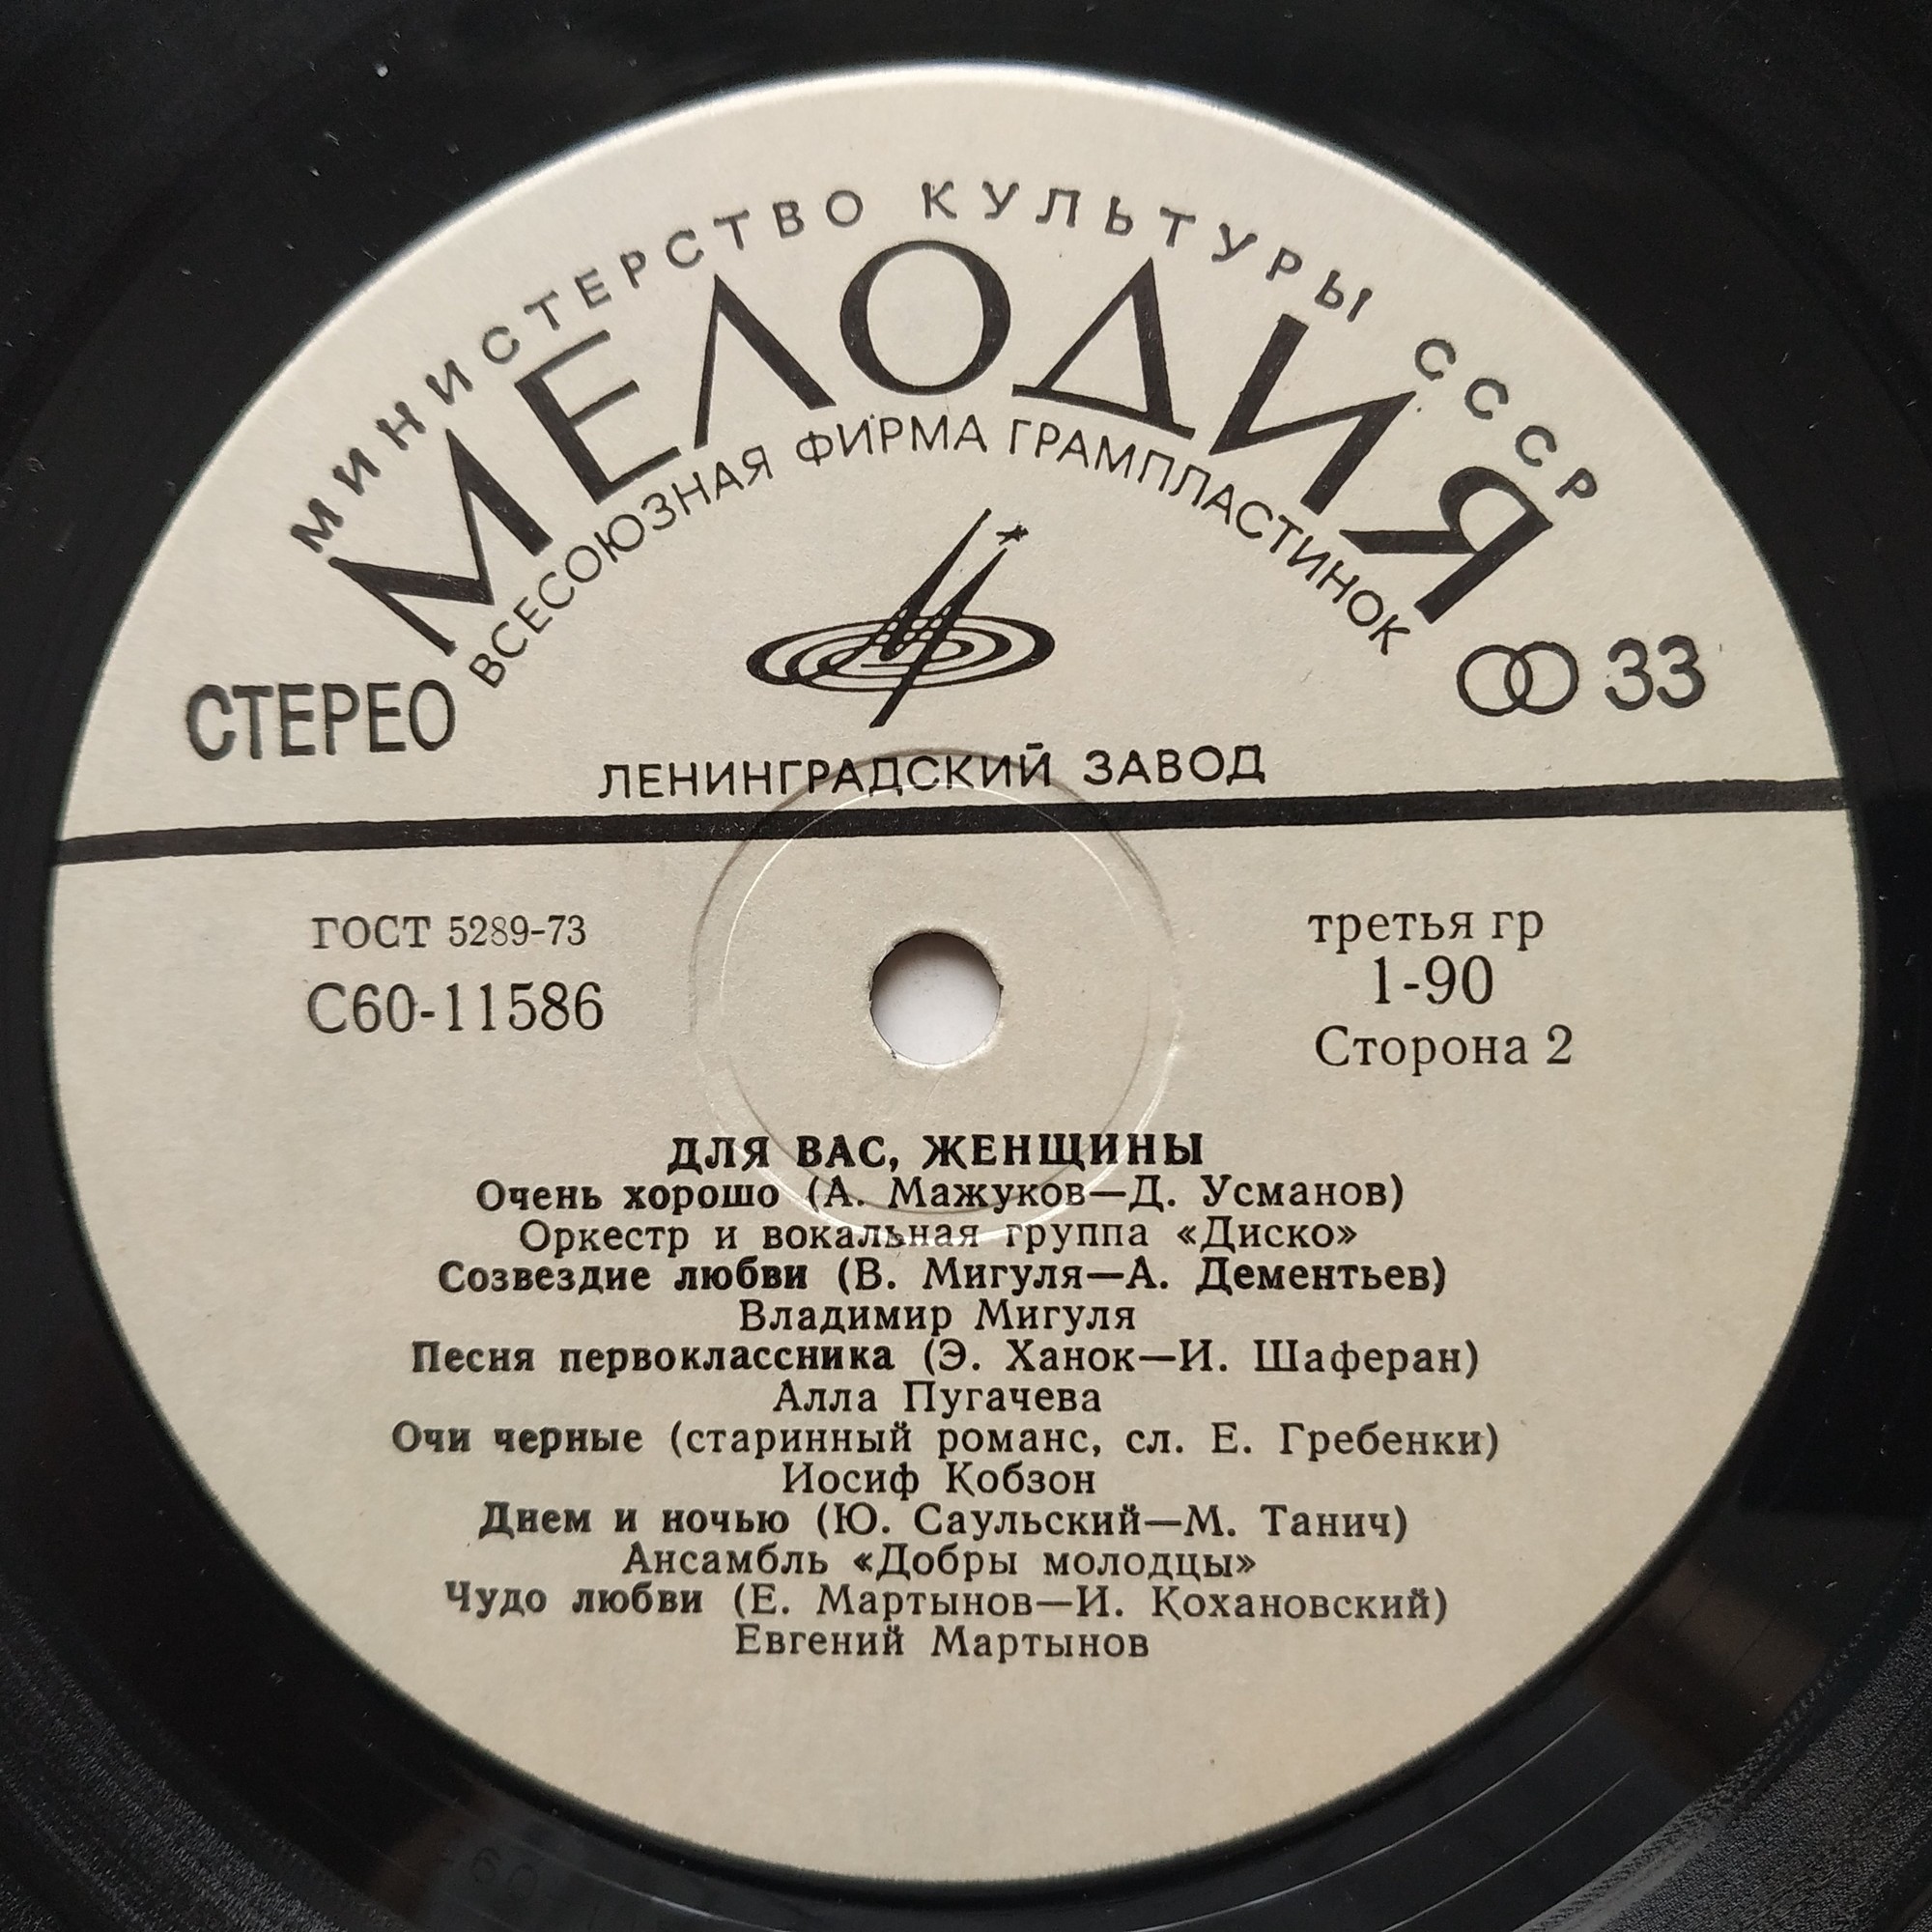 МИНИСТЕРСТВО КУЛЬТУРЫ СССР
МЕЛОДИЯ
ВСЕСОЮЗНАЯ ФИРМА ГРАМПЛАСТИНОК
СТЕРЕО
33
ЛЕНИНГРАДСКИЙ ЗАВОД
ГОСТ 5289-73
С60-11586
третья гр
1-90
Сторона 2
ДЛЯ ВАС, ЖЕНЩИНЫ
Очень хорошо (А. Мажуков—Д. Усманов)
Оркестр и вокальная группа «Диско»
Созвездие любви (В. Мигуля—А. Дементьев)
Владимир Мигуля
Песня первоклассника (Э. Ханок—И. Шаферан)
Алла Пугачева
Очи черные (старинный романс, сл. Е. Гребенки)
Иосиф Кобзон
Днем и ночью (Ю. Саульский—М. Танич)
Ансамбль «Добры молодцы»
Чудо любви (Е. Мартынов—И. Кохановский)
Евгений Мартынов